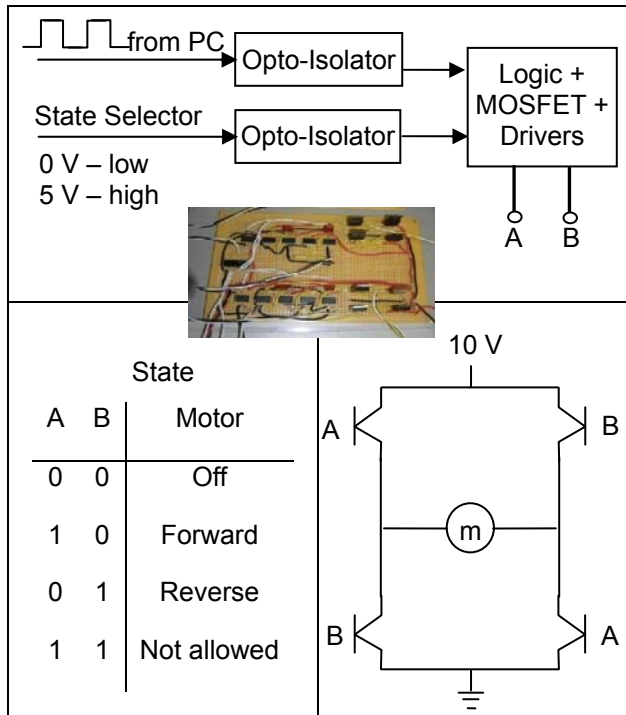 from PC
Opto-Isolator
State Selector
Opto-Isolator
0 V – low
5 V – high
Logic +
MOSFET +
Drivers
A B
State
A B Motor
0 0 Off
1 0 Forward
0 1 Reverse
1 1 Not allowed
10 V
A B
m
B A